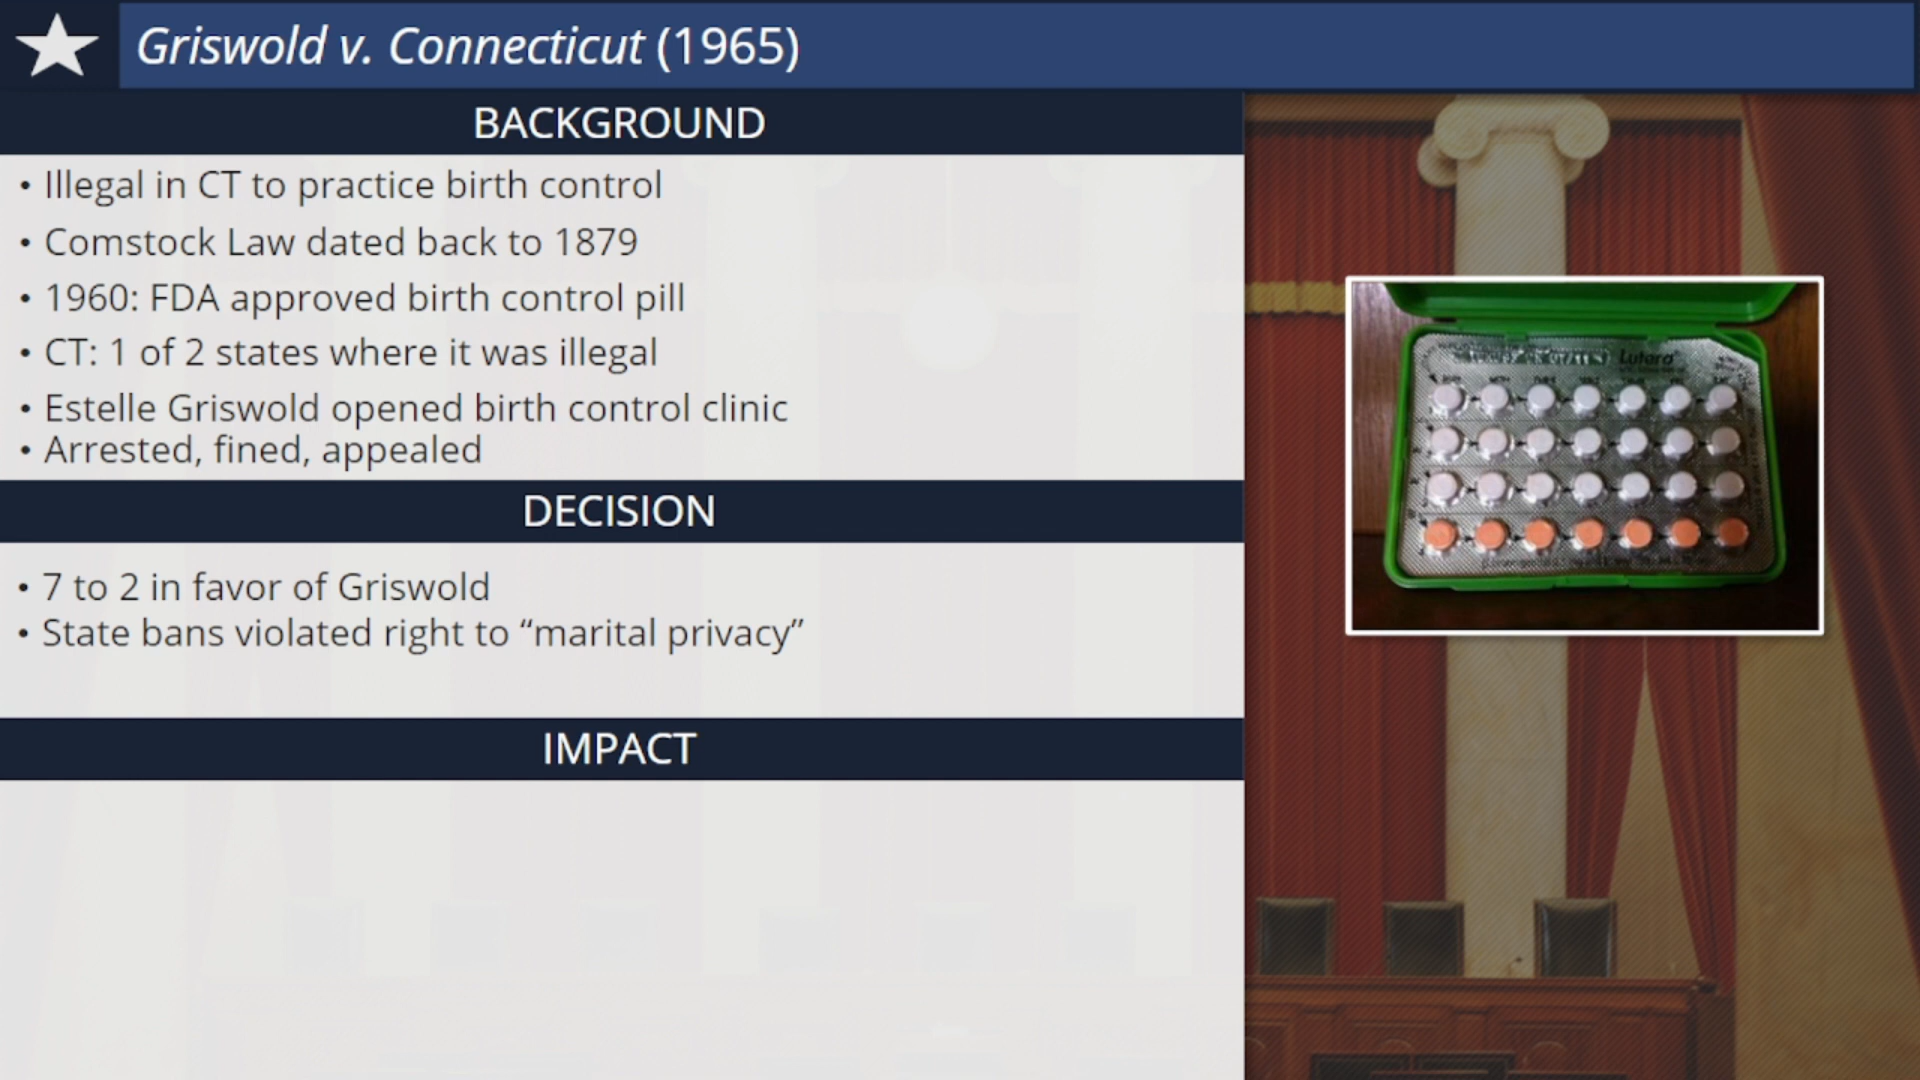 Griswold v. Connecticut (1965)
BACKGROUND
• Illegal in CT to practice birth control
• Comstock Law dated back to 1879
• 1960: FDA approved birth control pill
• CT: 1 of 2 states where it was illegal
• Estelle Griswold opened birth control clinic
• Arrested, fined, appealed
DECISION
• 7 to 2 in favor of Griswold
• State bans violated right to “marital privacy”
IMPACT
Lutera